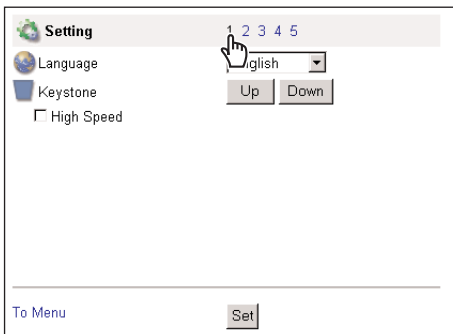 Setting 1 2 3 4 5
Language
Keystone Up Down
High Speed
To Menu Set